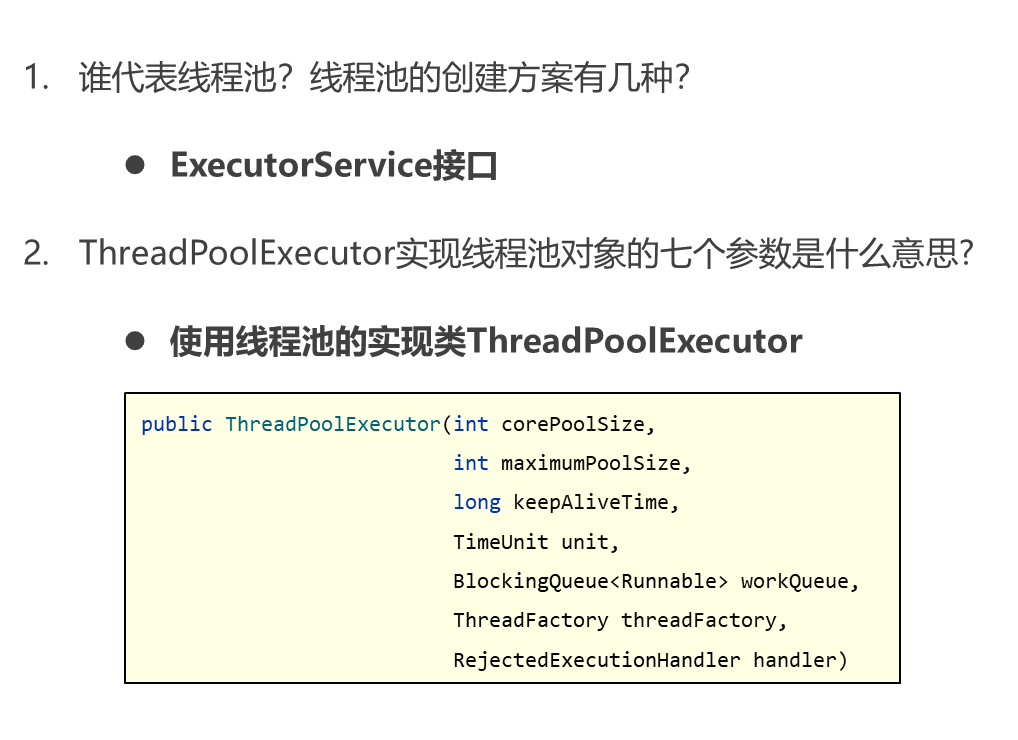 1. 谁代表线程池？线程池的创建方案有几种？
● ExecutorService接口
2. ThreadPoolExecutor实现线程池对象的七个参数是什么意思?
● 使用线程池的实现类ThreadPoolExecutor
public ThreadPoolExecutor(int corePoolSize,
int maximumPoolSize,
long keepAliveTime,
TimeUnit unit,
BlockingQueue<Runnable> workQueue,
ThreadFactory threadFactory,
RejectedExecutionHandler handler)